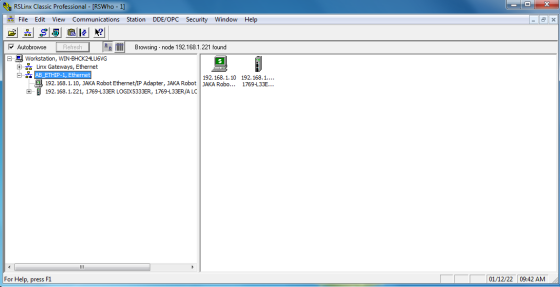 RSLinx Classic Professional - [RSWho - 1]
File Edit View Communications Station DDE/OPC Security Window Help
Autobrowse Refresh Browsing - node 192.168.1.221 found
Workstation, WIN-BHCK24LU6VG
Linx Gateways, Ethernet
AB_ETHIP-1, Ethernet
192.168.1.10, JAKA Robot Ethernet/IP Adapter, JAKA Robot
192.168.1.221, 1769-L33ER LOGIX5333ER, 1769-L33ER/A LC
192.168.1.10 192.168.1....
JAKA Robo... 1769-L33E...
For Help, press F1
01/12/22 09:42 AM